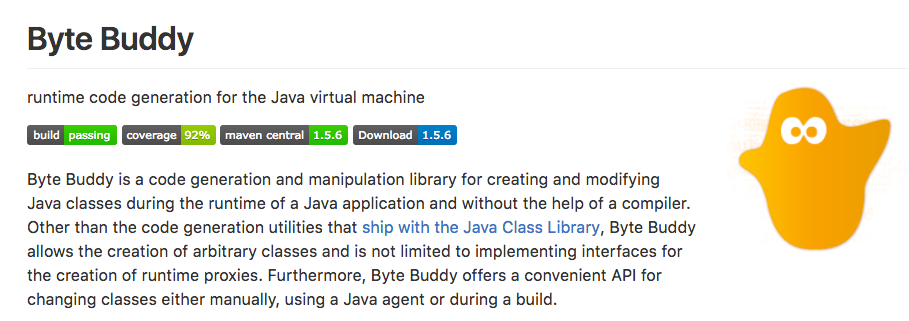 Byte Buddy
runtime code generation for the Java virtual machine
build passing coverage 92% maven central 1.5.6 Download 1.5.6
Byte Buddy is a code generation and manipulation library for creating and modifying
Java classes during the runtime of a Java application and without the help of a compiler.
Other than the code generation utilities that ship with the Java Class Library, Byte Buddy
allows the creation of arbitrary classes and is not limited to implementing interfaces for
the creation of runtime proxies. Furthermore, Byte Buddy offers a convenient API for
changing classes either manually, using a Java agent or during a build.